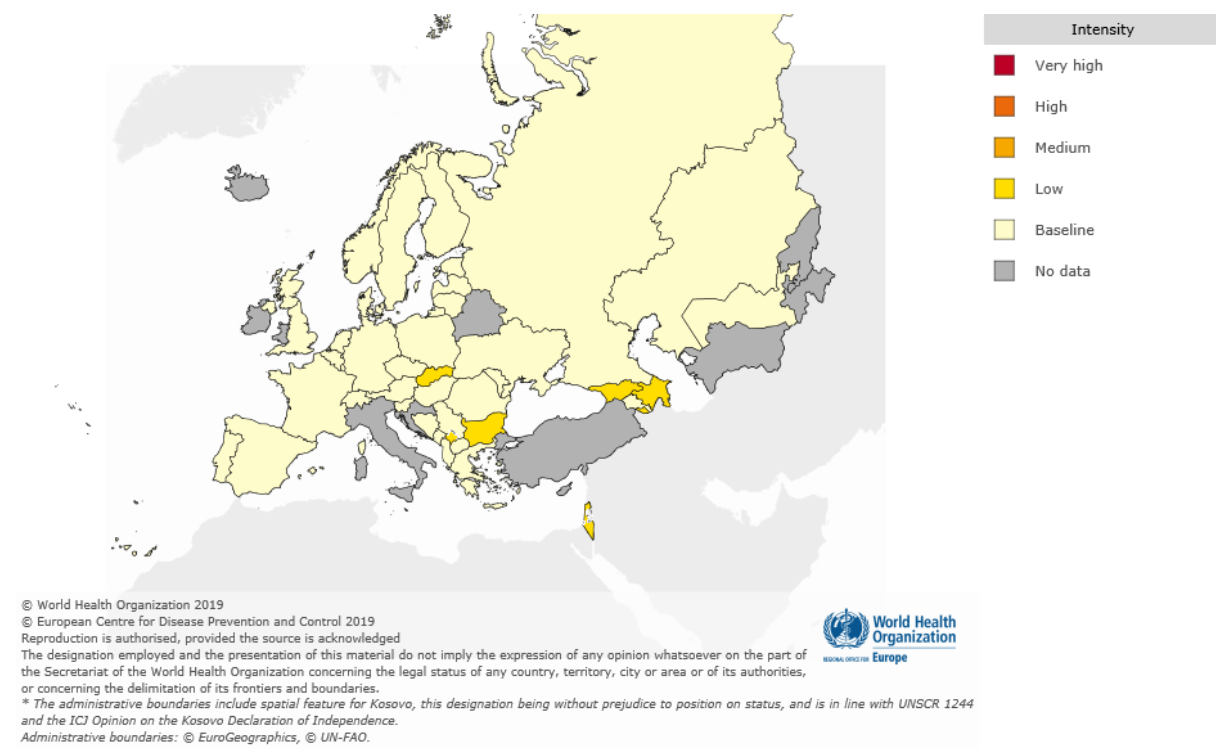 Intensity
Very high
High
Medium
Low
Baseline
No data
© World Health Organization 2019
© European Centre for Disease Prevention and Control 2019
Reproduction is authorised, provided the source is acknowledged
The designation employed and the presentation of this material do not imply the expression of any opinion whatsoever on the part of
the Secretariat of the World Health Organization concerning the legal status of any country, territory, city or area or of its authorities,
or concerning the delimitation of its frontiers and boundaries.
* The administrative boundaries include spatial feature for Kosovo, this designation being without prejudice to position on status, and is in line with UNSCR 1244
and the ICJ Opinion on the Kosovo Declaration of Independence.
Administrative boundaries: © EuroGeographics, © UN-FAO.
World Health
Organization
REGIONAL OFFICE FOR Europe